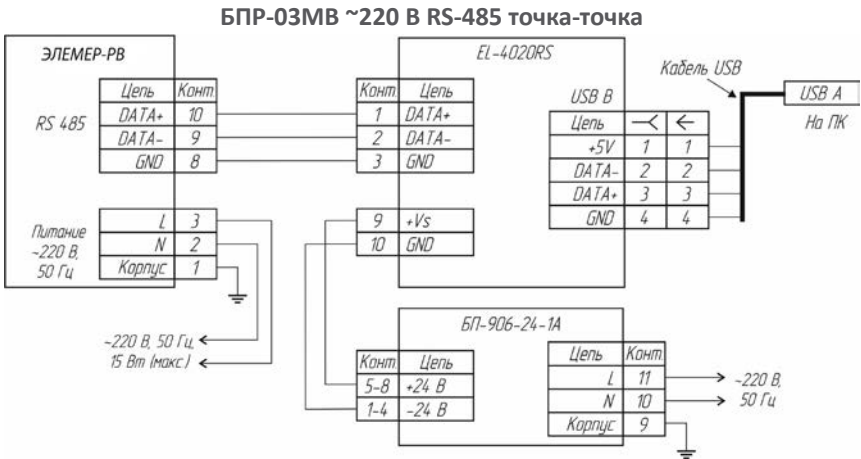 БПР-03МВ ~220 В RS-485 точка-точка
ЭЛЕМЕР-РВ
RS 485
Цепь Конт.
DATA+ 10
DATA- 9
GND 8
Питание
~220 В,
50 Гц
L 3
N 2
Корпус 1
~220 В, 50 Гц,
15 Вт (макс.)
EL-4020RS
Конт. Цепь
1 DATA+
2 DATA-
3 GND
9 +Vs
10 GND
USB B
Цепь
+5V 1 1
DATA- 2 2
DATA+ 3 3
GND 4 4
Кабель USB
USB A
На ПК
БП-906-24-1А
Конт. Цепь
5-8 +24 В
1-4 -24 В
Цепь Конт.
L 11
N 10
Корпус 9
~220 В,
50 Гц